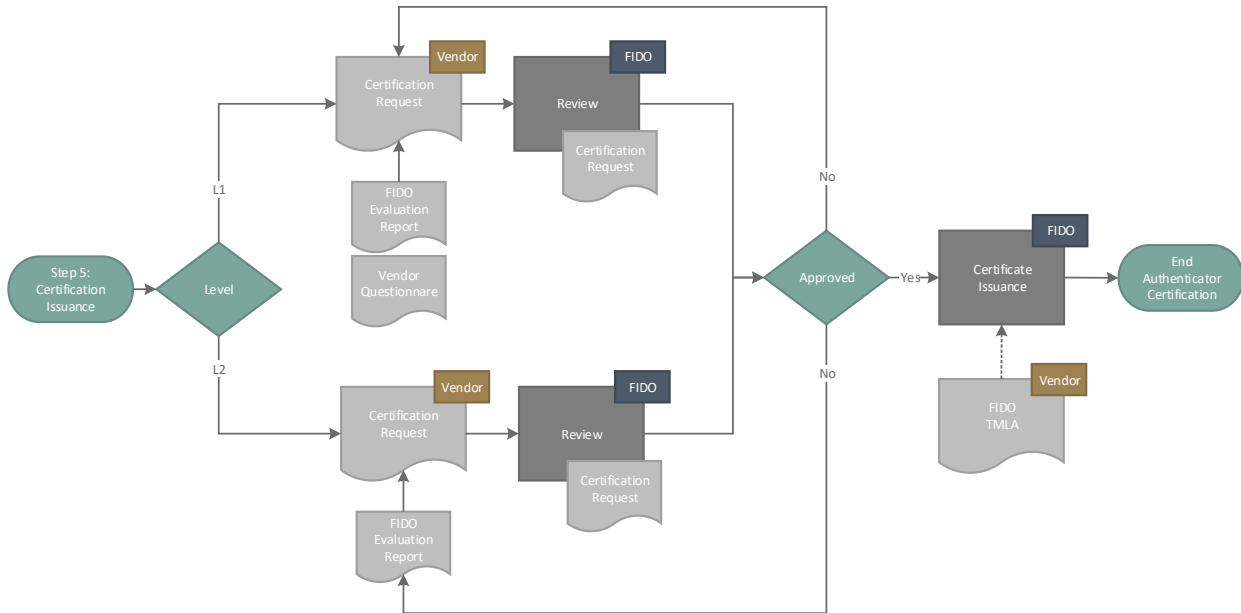 Vendor
Certification
Request
FIDO
Review
Certification
Request
L1
FIDO
Evaluation
Report
Vendor
Questionnare
No
Step 5:
Certification
Issuance
Level
Approved
Yes
FIDO
Certificate
Issuance
End
Authenticator
Certification
L2
Vendor
Certification
Request
FIDO
Review
Certification
Request
No
Vendor
FIDO
TMLA
FIDO
Evaluation
Report